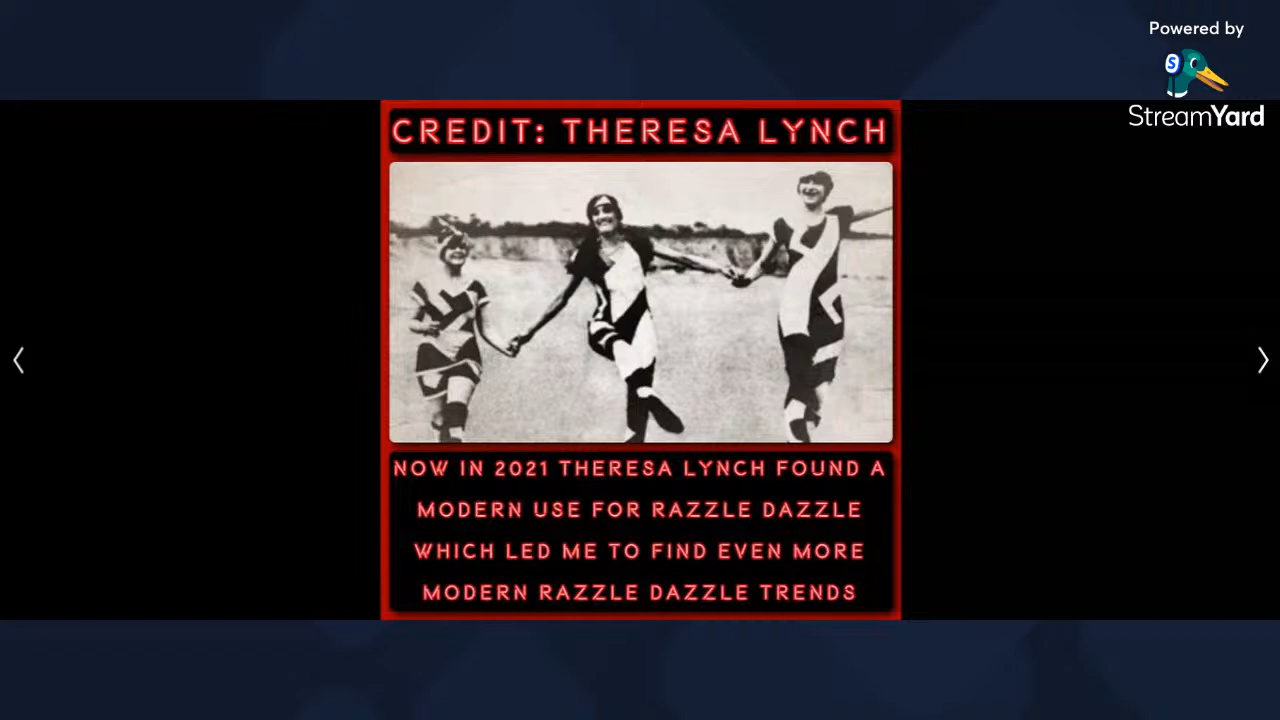 Powered by
StreamYard
CREDIT: THERESA LYNCH
NOW IN 2021 THERESA LYNCH FOUND A
MODERN USE FOR RAZZLE DAZZLE
WHICH LED ME TO FIND EVEN MORE
MODERN RAZZLE DAZZLE TRENDS